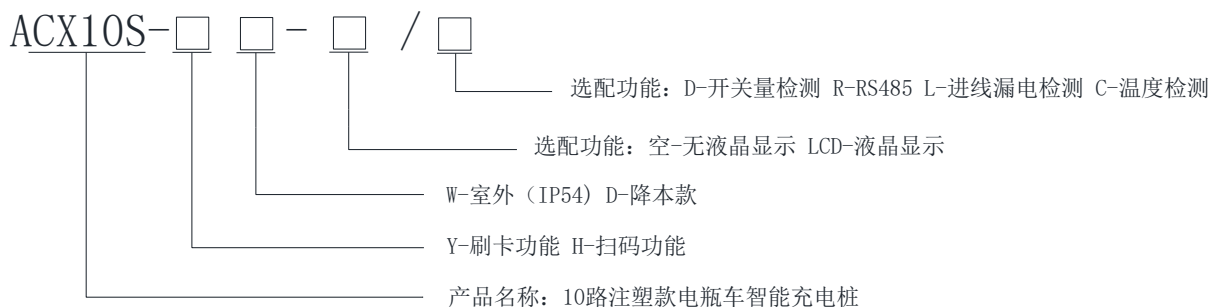 ACX10S-□ □-□/□
选配功能：D-开关量检测 R-RS485 L-进线漏电检测 C-温度检测
选配功能：空-无液晶显示 LCD-液晶显示
W-室外（IP54) D-降本款
Y-刷卡功能 H-扫码功能
产品名称：10路注塑款电瓶车智能充电桩